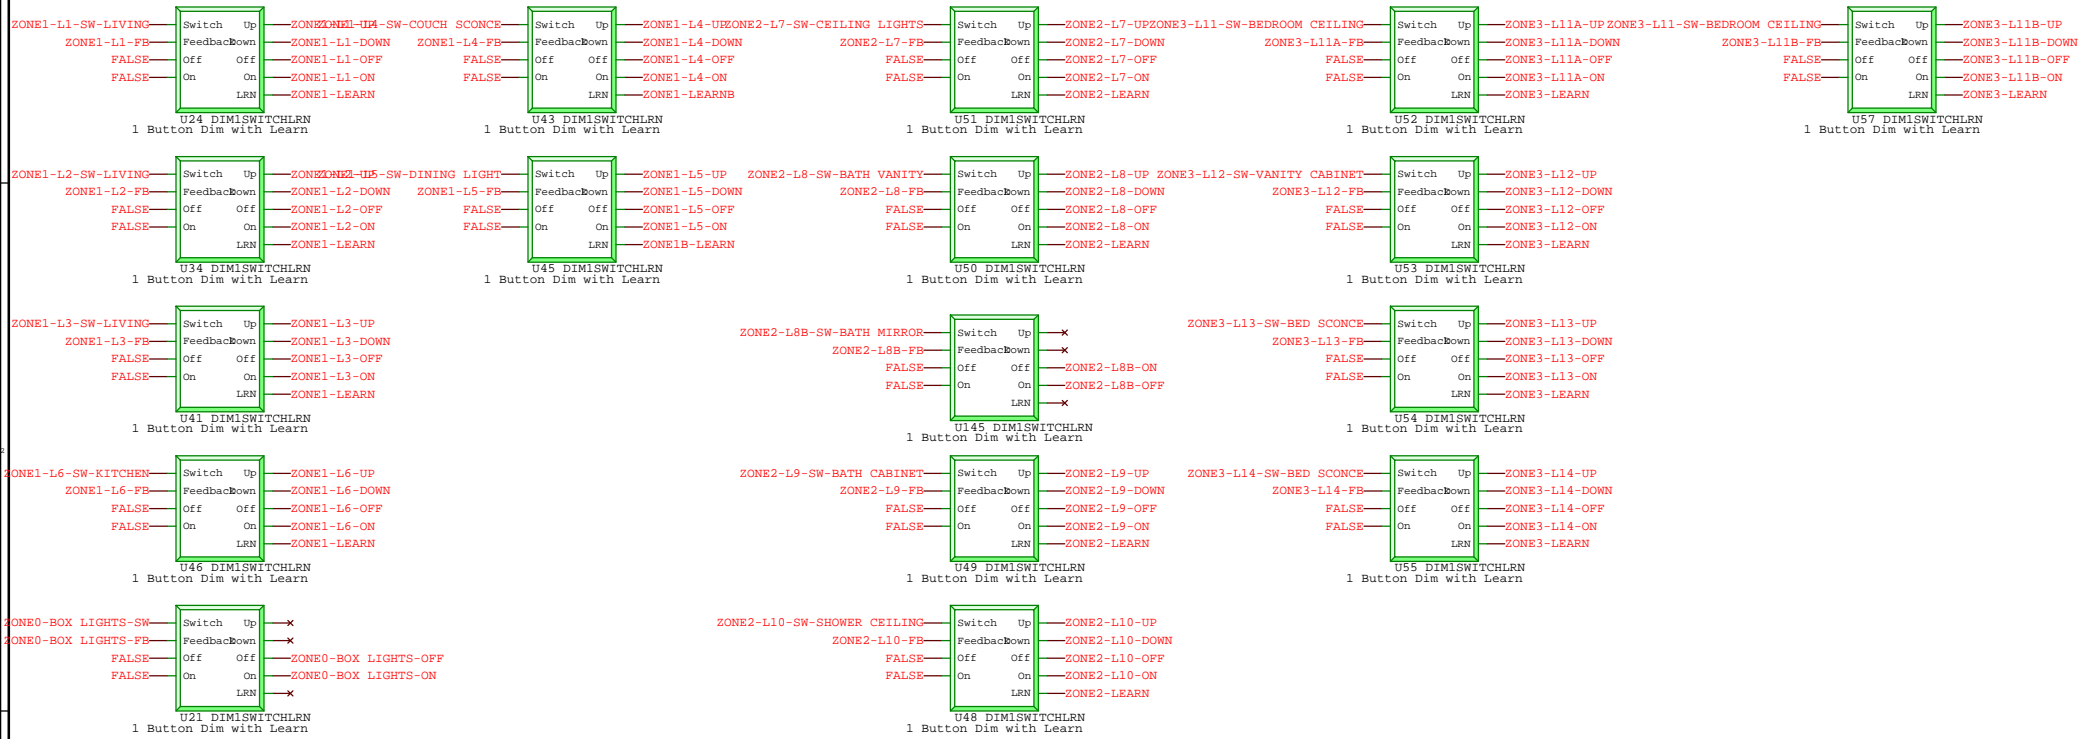 ZONE1-L1-SW-LIVING Switch Up ZONE1-L1-UP
ZONE1-L1-FB Feedback Down ZONE1-L1-DOWN
FALSE Off Off ZONE1-L1-OFF
FALSE On On ZONE1-L1-ON
LRN ZONE1-LEARN
U24 DIM1SWITCHLRN
1 Button Dim with Learn
ZONE1-L4-SW-COUCH SCONCE Switch Up ZONE1-L4-UP
ZONE1-L4-FB Feedback Down ZONE1-L4-DOWN
FALSE Off Off ZONE1-L4-OFF
FALSE On On ZONE1-L4-ON
LRN ZONE1-LEARNB
U43 DIM1SWITCHLRN
1 Button Dim with Learn
ZONE2-L7-SW-CEILING LIGHTS Switch Up ZONE2-L7-UP
ZONE2-L7-FB Feedback Down ZONE2-L7-DOWN
FALSE Off Off ZONE2-L7-OFF
FALSE On On ZONE2-L7-ON
LRN ZONE2-LEARN
U51 DIM1SWITCHLRN
1 Button Dim with Learn
ZONE3-L11-SW-BEDROOM CEILING Switch Up ZONE3-L11A-UP
ZONE3-L11A-FB Feedback Down ZONE3-L11A-DOWN
FALSE Off Off ZONE3-L11A-OFF
FALSE On On ZONE3-L11A-ON
LRN ZONE3-LEARN
U52 DIM1SWITCHLRN
1 Button Dim with Learn
ZONE3-L11-SW-BEDROOM CEILING Switch Up ZONE3-L11B-UP
ZONE3-L11B-FB Feedback Down ZONE3-L11B-DOWN
FALSE Off Off ZONE3-L11B-OFF
FALSE On On ZONE3-L11B-ON
LRN ZONE3-LEARN
U57 DIM1SWITCHLRN
1 Button Dim with Learn
ZONE1-L2-SW-LIVING Switch Up ZONE1-L2-UP
ZONE1-L2-FB Feedback Down ZONE1-L2-DOWN
FALSE Off Off ZONE1-L2-OFF
FALSE On On ZONE1-L2-ON
LRN ZONE1-LEARN
U34 DIM1SWITCHLRN
1 Button Dim with Learn
ZONE1-L5-SW-DINING LIGHT Switch Up ZONE1-L5-UP
ZONE1-L5-FB Feedback Down ZONE1-L5-DOWN
FALSE Off Off ZONE1-L5-OFF
FALSE On On ZONE1-L5-ON
LRN ZONE1B-LEARN
U45 DIM1SWITCHLRN
1 Button Dim with Learn
ZONE2-L8-SW-BATH VANITY Switch Up ZONE2-L8-UP
ZONE2-L8-FB Feedback Down ZONE2-L8-DOWN
FALSE Off Off ZONE2-L8-OFF
FALSE On On ZONE2-L8-ON
LRN ZONE2-LEARN
U50 DIM1SWITCHLRN
1 Button Dim with Learn
ZONE3-L12-SW-VANITY CABINET Switch Up ZONE3-L12-UP
ZONE3-L12-FB Feedback Down ZONE3-L12-DOWN
FALSE Off Off ZONE3-L12-OFF
FALSE On On ZONE3-L12-ON
LRN ZONE3-LEARN
U53 DIM1SWITCHLRN
1 Button Dim with Learn
ZONE1-L3-SW-LIVING Switch Up ZONE1-L3-UP
ZONE1-L3-FB Feedback Down ZONE1-L3-DOWN
FALSE Off Off ZONE1-L3-OFF
FALSE On On ZONE1-L3-ON
LRN ZONE1-LEARN
U41 DIM1SWITCHLRN
1 Button Dim with Learn
ZONE2-L8B-SW-BATH MIRROR Switch Up
ZONE2-L8B-FB Feedback Down
FALSE Off Off ZONE2-L8B-ON
FALSE On On ZONE2-L8B-OFF
LRN
U145 DIM1SWITCHLRN
1 Button Dim with Learn
ZONE3-L13-SW-BED SCONCE Switch Up ZONE3-L13-UP
ZONE3-L13-FB Feedback Down ZONE3-L13-DOWN
FALSE Off Off ZONE3-L13-OFF
FALSE On On ZONE3-L13-ON
LRN ZONE3-LEARN
U54 DIM1SWITCHLRN
1 Button Dim with Learn
2
ZONE1-L6-SW-KITCHEN Switch Up ZONE1-L6-UP
ZONE1-L6-FB Feedback Down ZONE1-L6-DOWN
FALSE Off Off ZONE1-L6-OFF
FALSE On On ZONE1-L6-ON
LRN ZONE1-LEARN
U46 DIM1SWITCHLRN
1 Button Dim with Learn
ZONE2-L9-SW-BATH CABINET Switch Up ZONE2-L9-UP
ZONE2-L9-FB Feedback Down ZONE2-L9-DOWN
FALSE Off Off ZONE2-L9-OFF
FALSE On On ZONE2-L9-ON
LRN ZONE2-LEARN
U49 DIM1SWITCHLRN
1 Button Dim with Learn
ZONE3-L14-SW-BED SCONCE Switch Up ZONE3-L14-UP
ZONE3-L14-FB Feedback Down ZONE3-L14-DOWN
FALSE Off Off ZONE3-L14-OFF
FALSE On On ZONE3-L14-ON
LRN ZONE3-LEARN
U55 DIM1SWITCHLRN
1 Button Dim with Learn
ZONE0-BOX LIGHTS-SW Switch Up
ZONE0-BOX LIGHTS-FB Feedback Down
FALSE Off Off ZONE0-BOX LIGHTS-OFF
FALSE On On ZONE0-BOX LIGHTS-ON
LRN
U21 DIM1SWITCHLRN
1 Button Dim with Learn
ZONE2-L10-SW-SHOWER CEILING Switch Up ZONE2-L10-UP
ZONE2-L10-FB Feedback Down ZONE2-L10-DOWN
FALSE Off Off ZONE2-L10-OFF
FALSE On On ZONE2-L10-ON
LRN ZONE2-LEARN
U48 DIM1SWITCHLRN
1 Button Dim with Learn